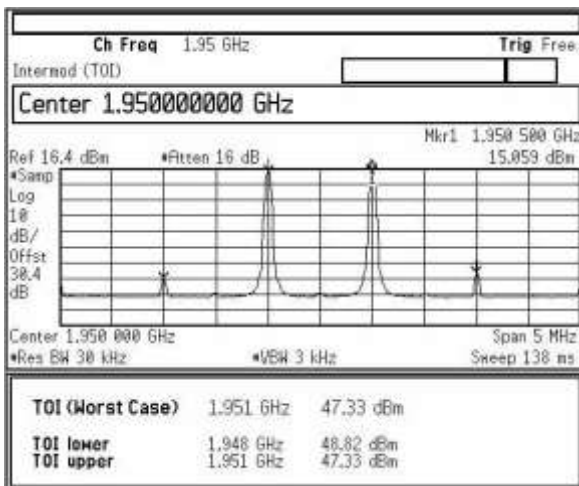 Ch Freq 1.95 GHz Trig Free
Intermod (TOI)
Center 1.950000000 GHz
Mkr1 1.950 500 GHz
Ref 16.4 dBm *Atten 16 dB 15.059 dBm
*Samp
Log
10
dB/
Offst
30.4
dB
Center 1.950 000 GHz Span 5 MHz
*Res BW 30 kHz *VBW 3 kHz Sweep 138 ms
TOI (Worst Case) 1.951 GHz 47.33 dBm
TOI lower 1.948 GHz 48.82 dBm
TOI upper 1.951 GHz 47.33 dBm